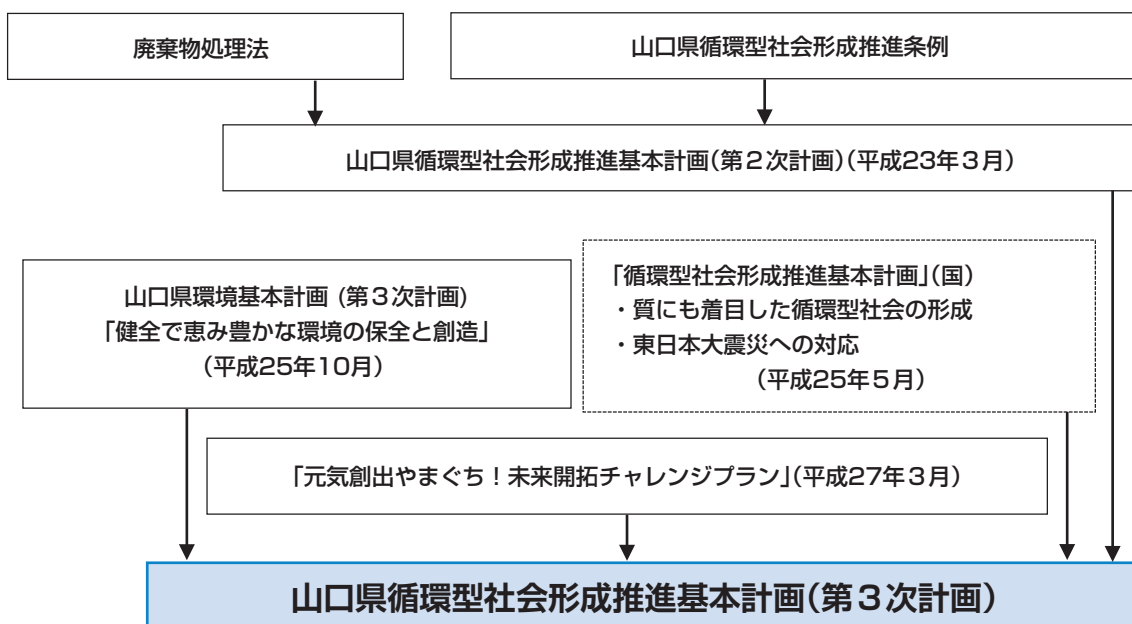 廃棄物処理法
山口県循環型社会形成推進条例
山口県循環型社会形成推進基本計画(第2次計画)(平成23年3月)
山口県環境基本計画 (第3次計画)
「健全で恵み豊かな環境の保全と創造」
(平成25年10月)
「循環型社会形成推進基本計画」(国)
・質にも着目した循環型社会の形成
・東日本大震災への対応
(平成25年5月)
「元気創出やまぐち!未来開拓チャレンジプラン」(平成27年3月)
山口県循環型社会形成推進基本計画(第3次計画)